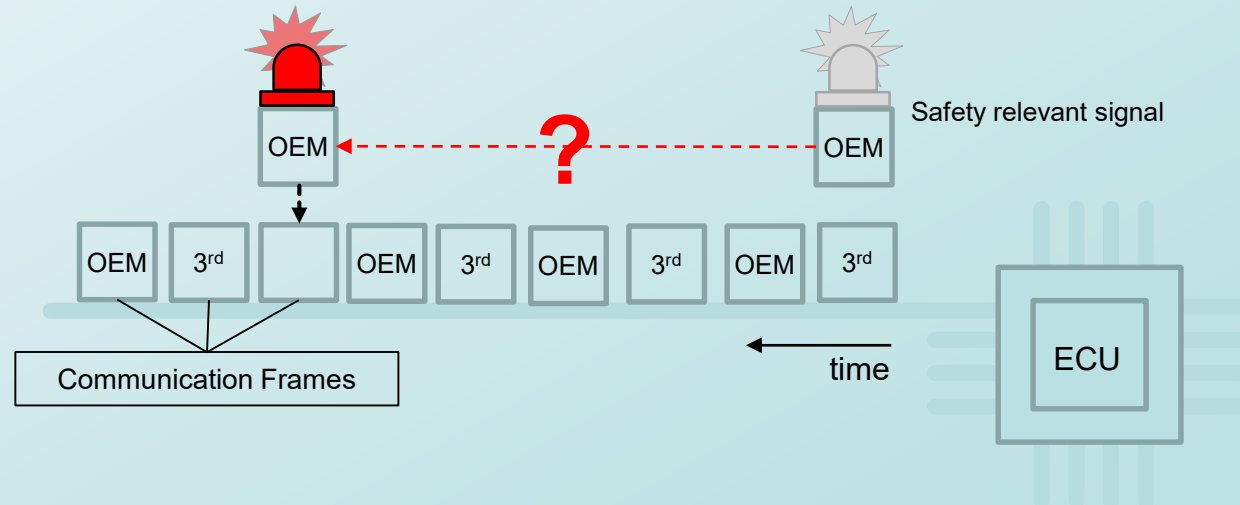 OEM
?
OEM
Safety relevant signal
OEM
3rd
OEM
3rd
OEM
3rd
OEM
3rd
Communication Frames
time
ECU